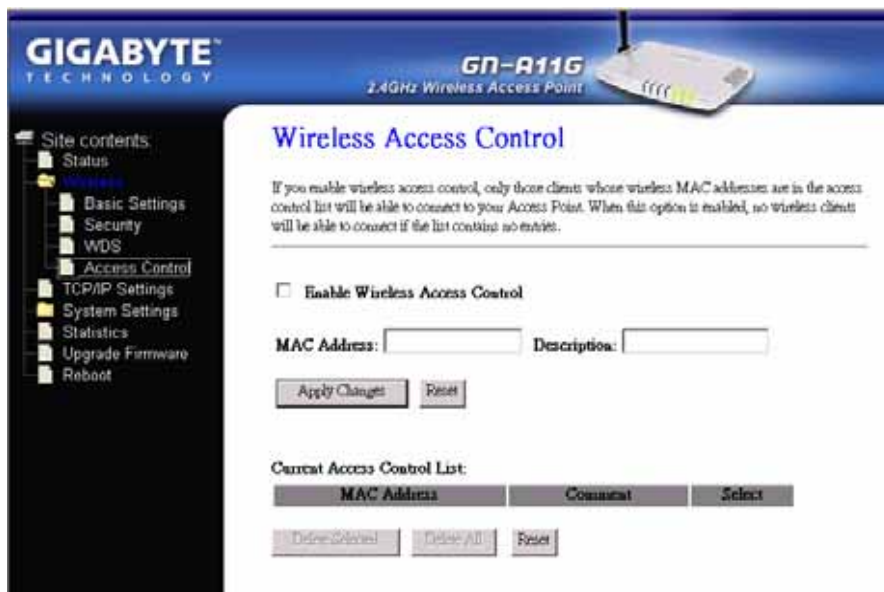 GIGABYTE™
TECHNOLOGY
GN-A11G
2.4GHz Wireless Access Point
Site contents:
Status
Wireless
Basic Settings
Security
WDS
Access Control
TCP/IP Settings
System Settings
Statistics
Upgrade Firmware
Reboot
Wireless Access Control
If you enable wireless access control, only those clients whose wireless MAC addresses are in the access
control list will be able to connect to your Access Point. When this option is enabled, no wireless clients
will be able to connect if the list contains no entries.
Enable Wireless Access Control
MAC Address: Description:
Apply Changes Reset
Current Access Control List:
MAC Address Comment Select
Delete Selected Delete All Reset